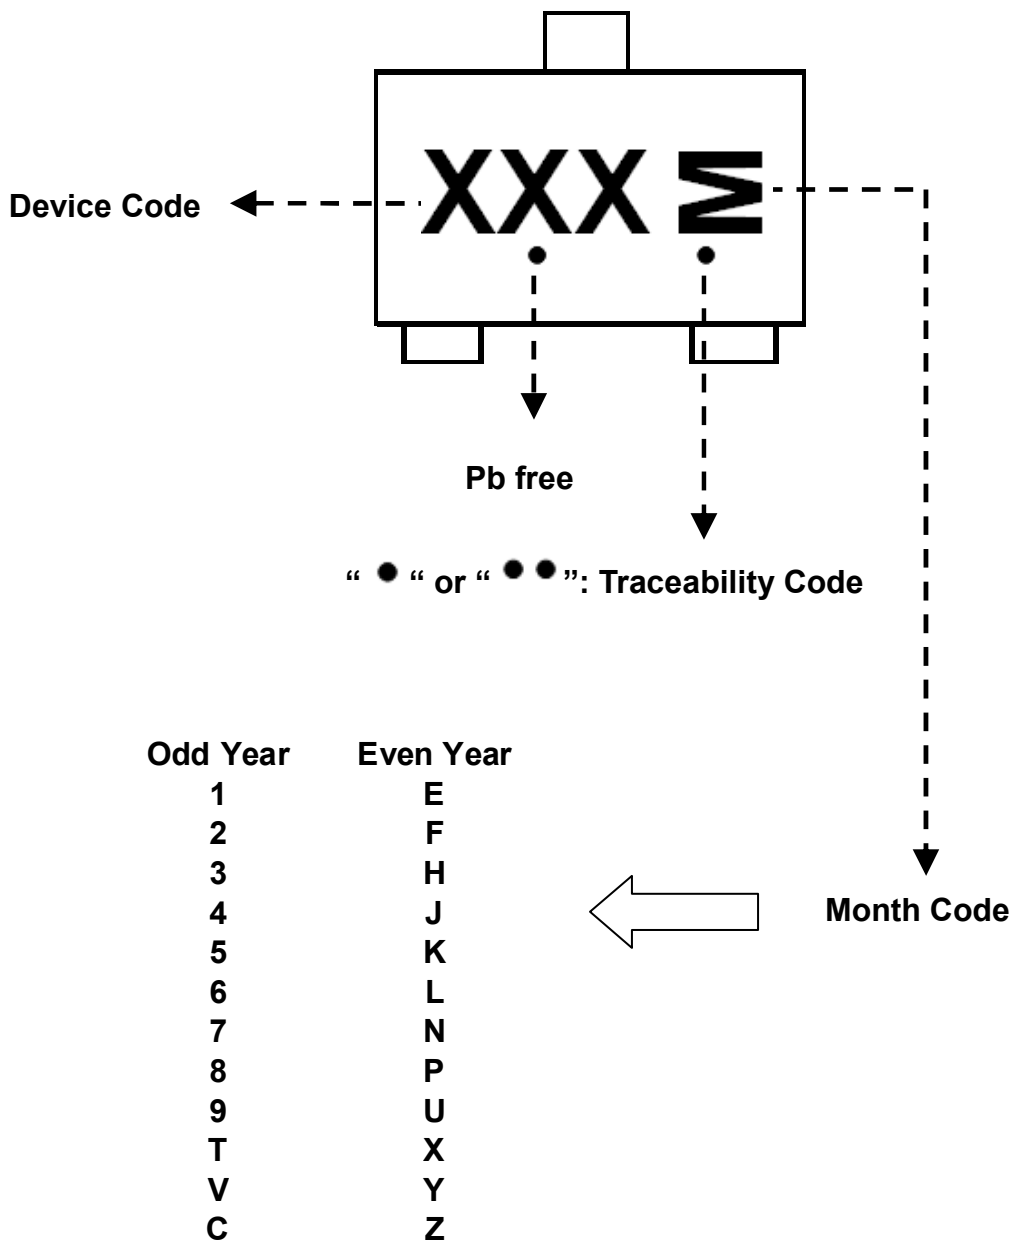 XXX M
Device Code
Pb free
“ • “ or “ • • ”: Traceability Code
Odd Year Even Year
1 E
2 F
3 H
4 J
Month Code
5 K
6 L
7 N
8 P
9 U
T X
V Y
C Z